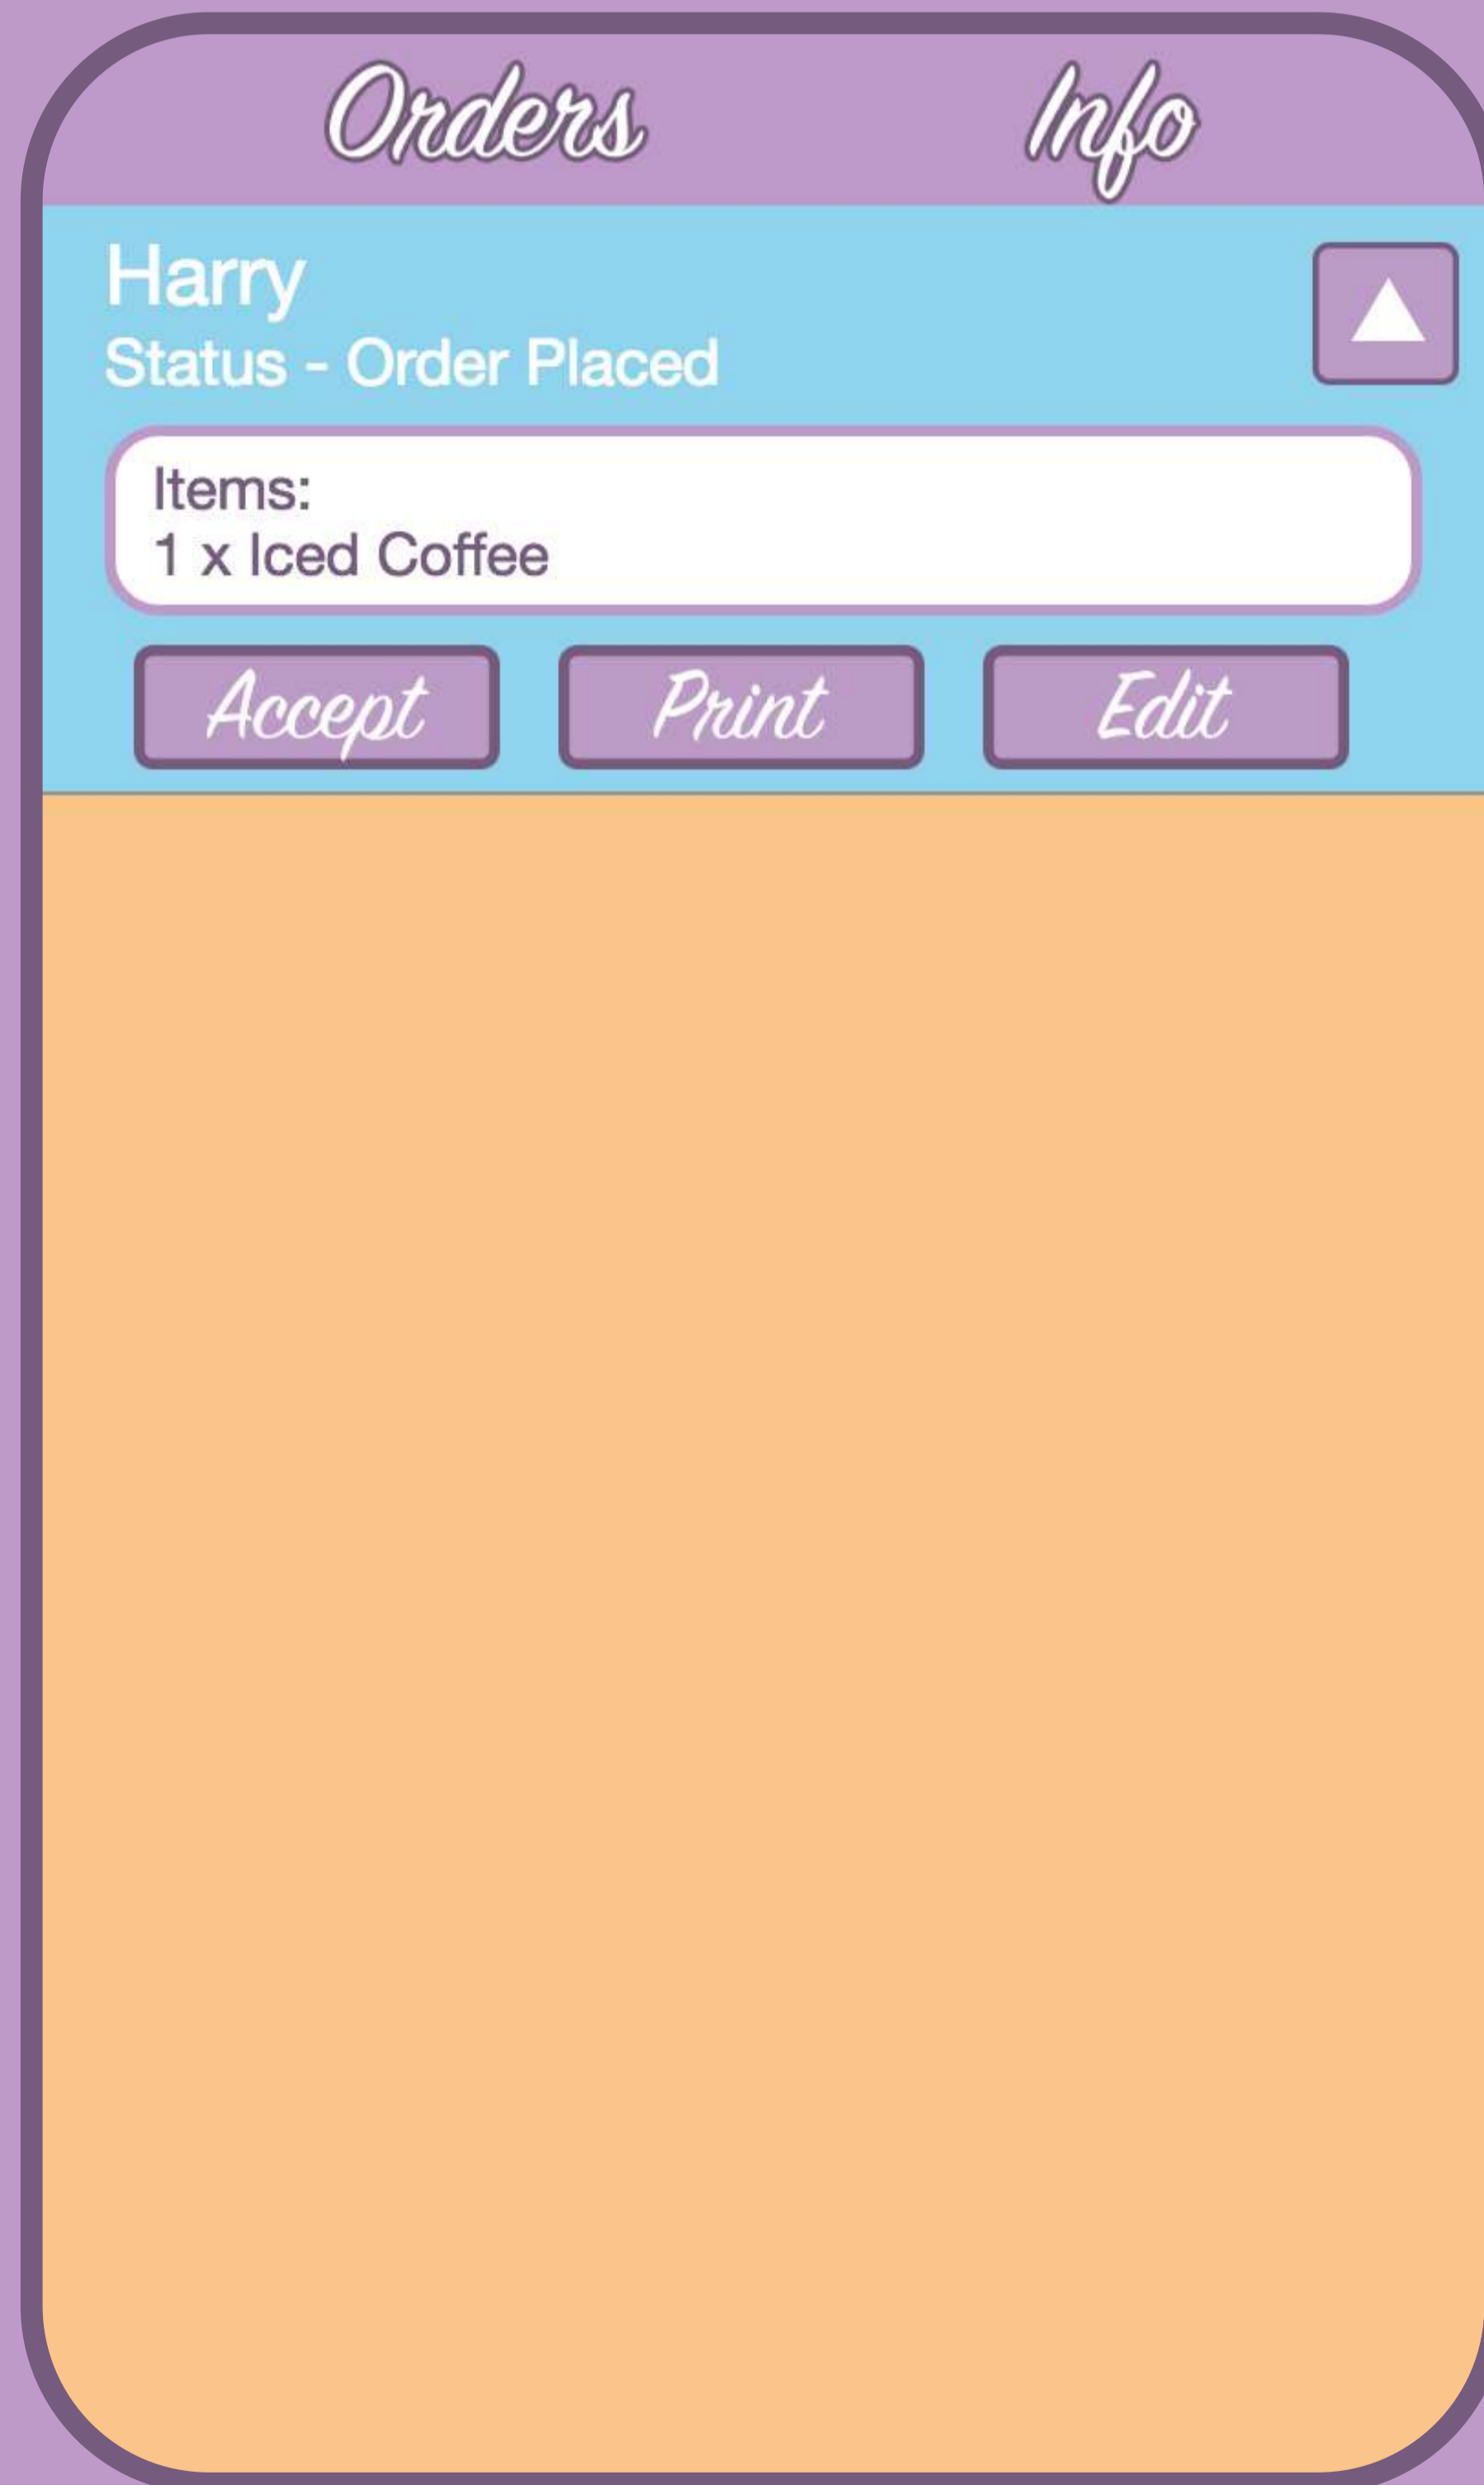 Orders Info
Harry
Status - Order Placed
Items:
1 x Iced Coffee
Accept Print Edit